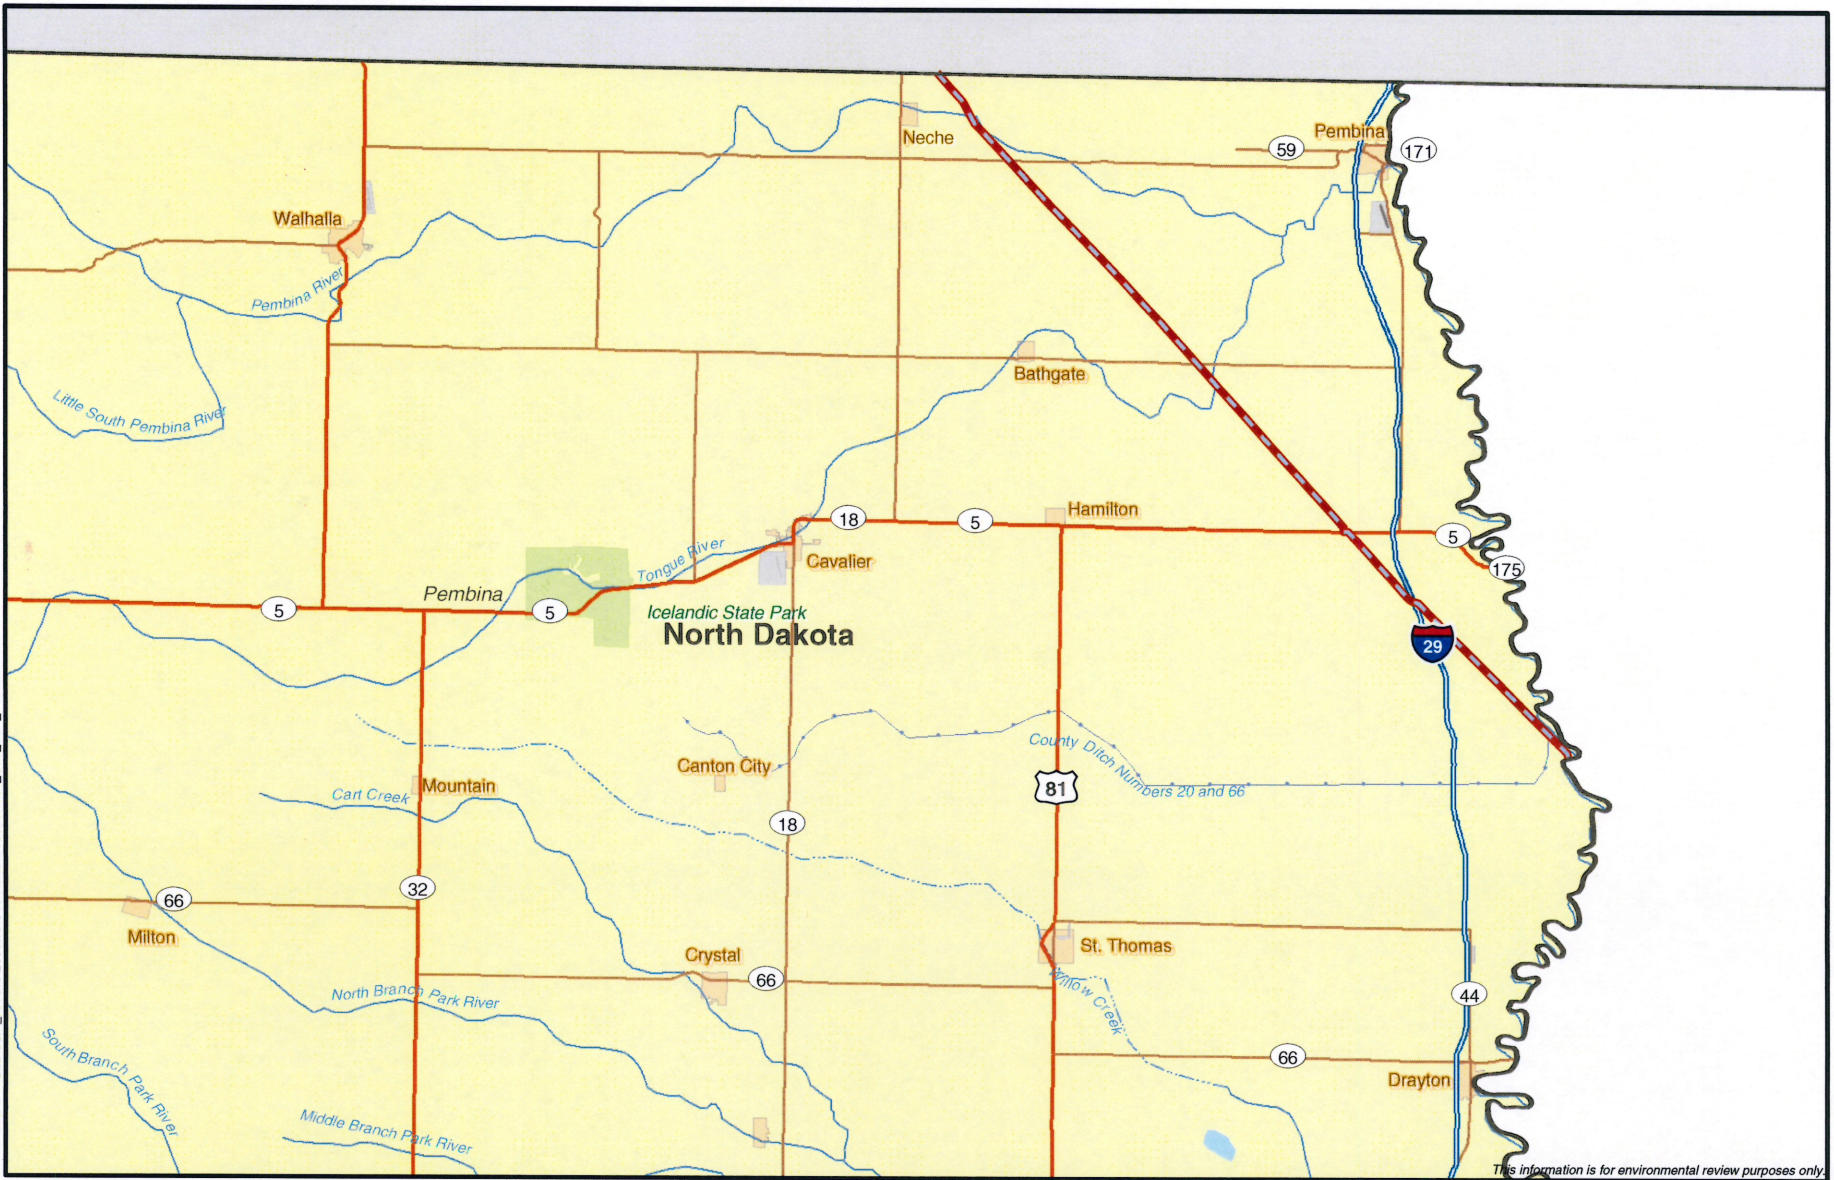 Neche
Pembina
59
171
Walhalla
Pembina River
Bathgate
Little South Pembina River
Hamilton
18
5
5
Tongue River
Cavalier
175
Pembina
5
5
Icelandic State Park
North Dakota
29
County Ditch Numbers 20 and 66
Canton City
Mountain
Cart Creek
81
18
32
66
Milton
Crystal
66
St. Thomas
North Branch Park River
Willow Creek
44
South Branch Park River
66
Drayton
Middle Branch Park River
This information is for environmental review purposes only.